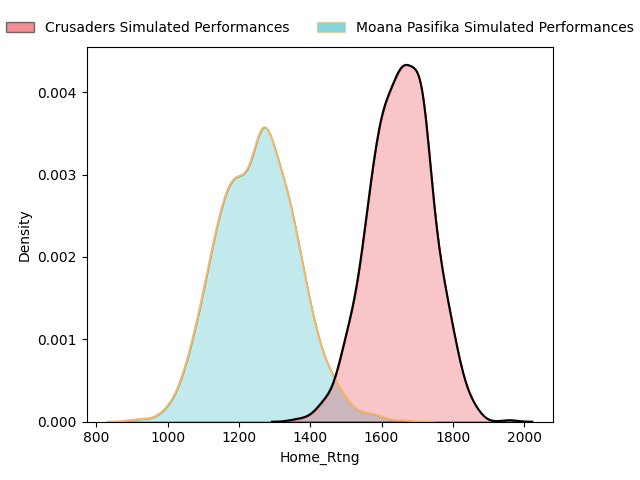 Crusaders Simulated Performances
Moana Pasifika Simulated Performances
Density
0.004
0.003
0.002
0.001
0.000
800 1000 1200 1400 1600 1800 2000
Home_Rtng